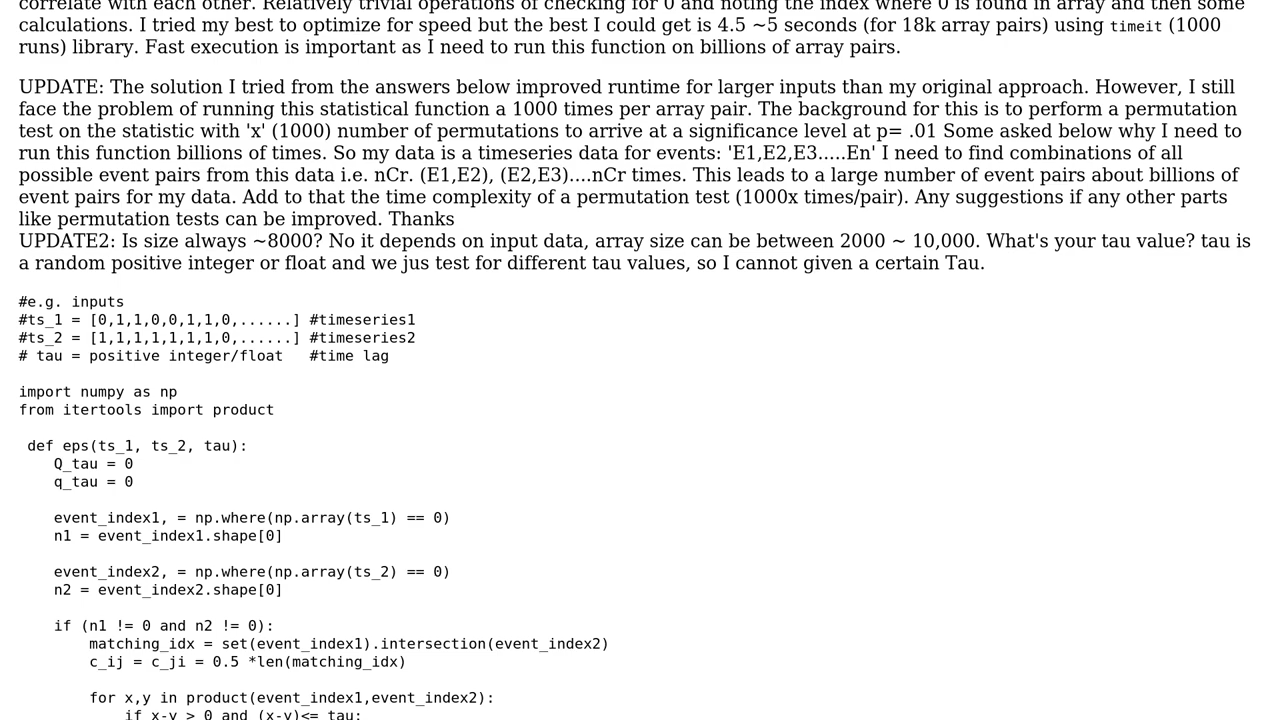 correlate with each other. Relatively trivial operations of checking for 0 and noting the index where 0 is found in array and then some
calculations. I tried my best to optimize for speed but the best I could get is 4.5 ~5 seconds (for 18k array pairs) using timeit (1000
runs) library. Fast execution is important as I need to run this function on billions of array pairs.
UPDATE: The solution I tried from the answers below improved runtime for larger inputs than my original approach. However, I still
face the problem of running this statistical function a 1000 times per array pair. The background for this is to perform a permutation
test on the statistic with 'x' (1000) number of permutations to arrive at a significance level at p= .01 Some asked below why I need to
run this function billions of times. So my data is a timeseries data for events: 'E1,E2,E3.....En' I need to find combinations of all
possible event pairs from this data i.e. nCr. (E1,E2), (E2,E3)....nCr times. This leads to a large number of event pairs about billions of
event pairs for my data. Add to that the time complexity of a permutation test (1000x times/pair). Any suggestions if any other parts
like permutation tests can be improved. Thanks
UPDATE2: Is size always ~8000? No it depends on input data, array size can be between 2000 ~ 10,000. What's your tau value? tau is
a random positive integer or float and we jus test for different tau values, so I cannot given a certain Tau.
#e.g. inputs
#ts_1 = [0,1,1,0,0,1,1,0,......] #timeseries1
#ts_2 = [1,1,1,1,1,1,1,0,......] #timeseries2
# tau = positive integer/float   #time lag
import numpy as np
from itertools import product
 def eps(ts_1, ts_2, tau):
    Q_tau = 0
    q_tau = 0
    event_index1, = np.where(np.array(ts_1) == 0)
    n1 = event_index1.shape[0]
    event_index2, = np.where(np.array(ts_2) == 0)
    n2 = event_index2.shape[0]
    if (n1 != 0 and n2 != 0):
        matching_idx = set(event_index1).intersection(event_index2)
        c_ij = c_ji = 0.5 *len(matching_idx)
        for x,y in product(event_index1,event_index2):
            if x-y > 0 and (x-y)<= tau: